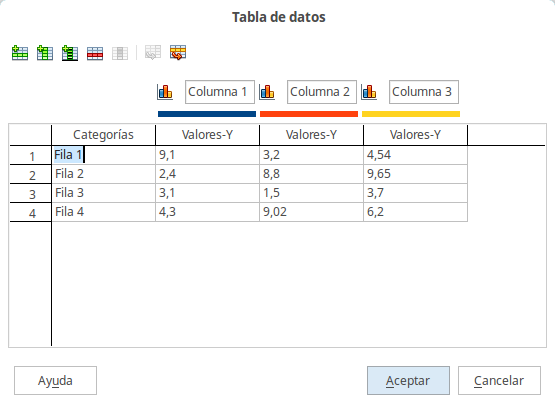 Tabla de datos
Columna 1 Columna 2 Columna 3
Categorías Valores-Y Valores-Y Valores-Y
1 Fila 1 9,1 3,2 4,54
2 Fila 2 2,4 8,8 9,65
3 Fila 3 3,1 1,5 3,7
4 Fila 4 4,3 9,02 6,2
Ayuda Aceptar Cancelar